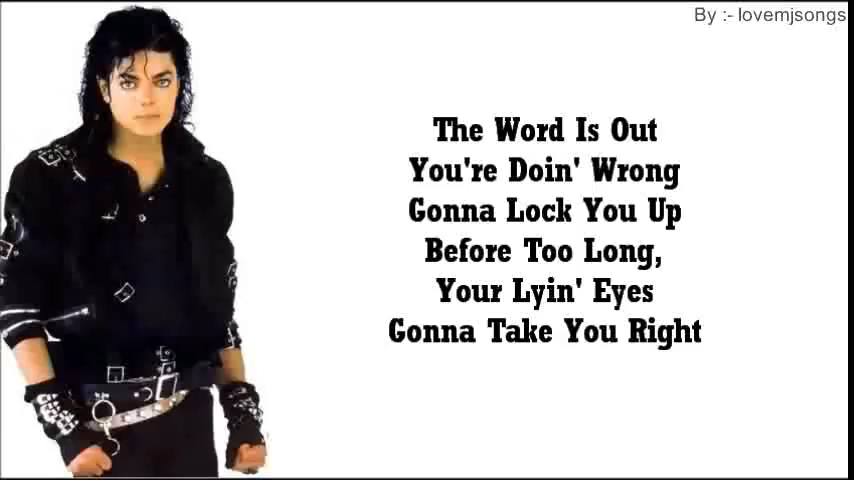 By :- lovemjsongs
The Word Is Out
You're Doin' Wrong
Gonna Lock You Up
Before Too Long,
Your Lyin' Eyes
Gonna Take You Right